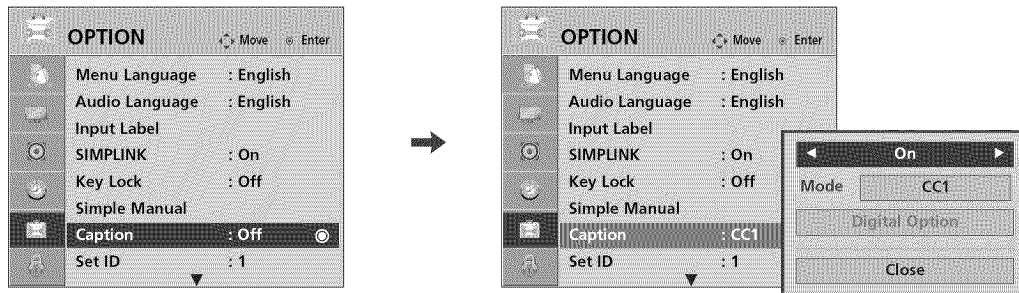 OPTION Move Enter
Menu Language : English
Audio Language : English
Input Label
SIMPLINK : On
Key Lock : Off
Simple Manual
Caption : Off
Set ID : 1
OPTION Move Enter
Menu Language : English
Audio Language : English
Input Label
SIMPLINK : On
Key Lock : Off
Simple Manual
Caption : CC1
Set ID : 1
On
Mode CC1
Digital Option
Close